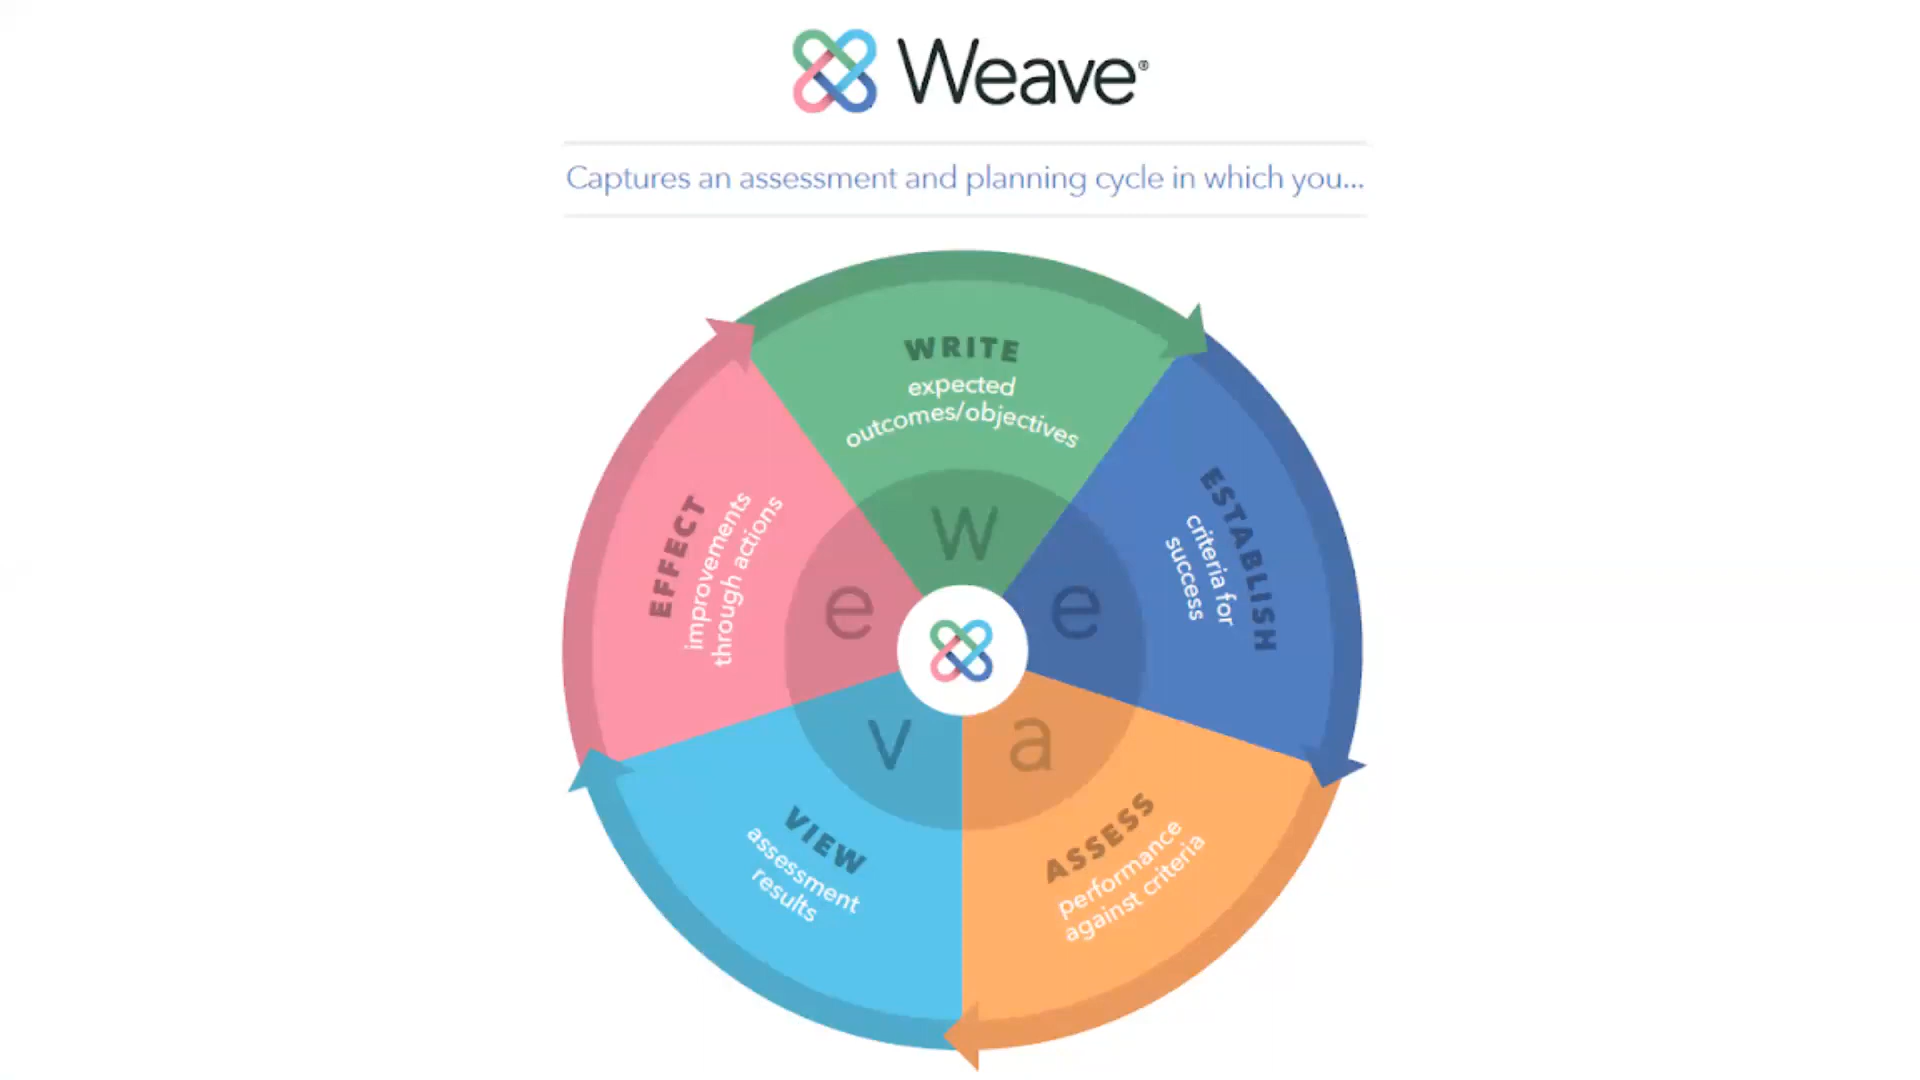 Weave®
Captures an assessment and planning cycle in which you...
WRITE
expected
outcomes/objectives
w
ESTABLISH
criteria for
success
e
ASSESS
performance
against criteria
a
VIEW
assessment
results
v
EFFECT
improvements
through actions
e